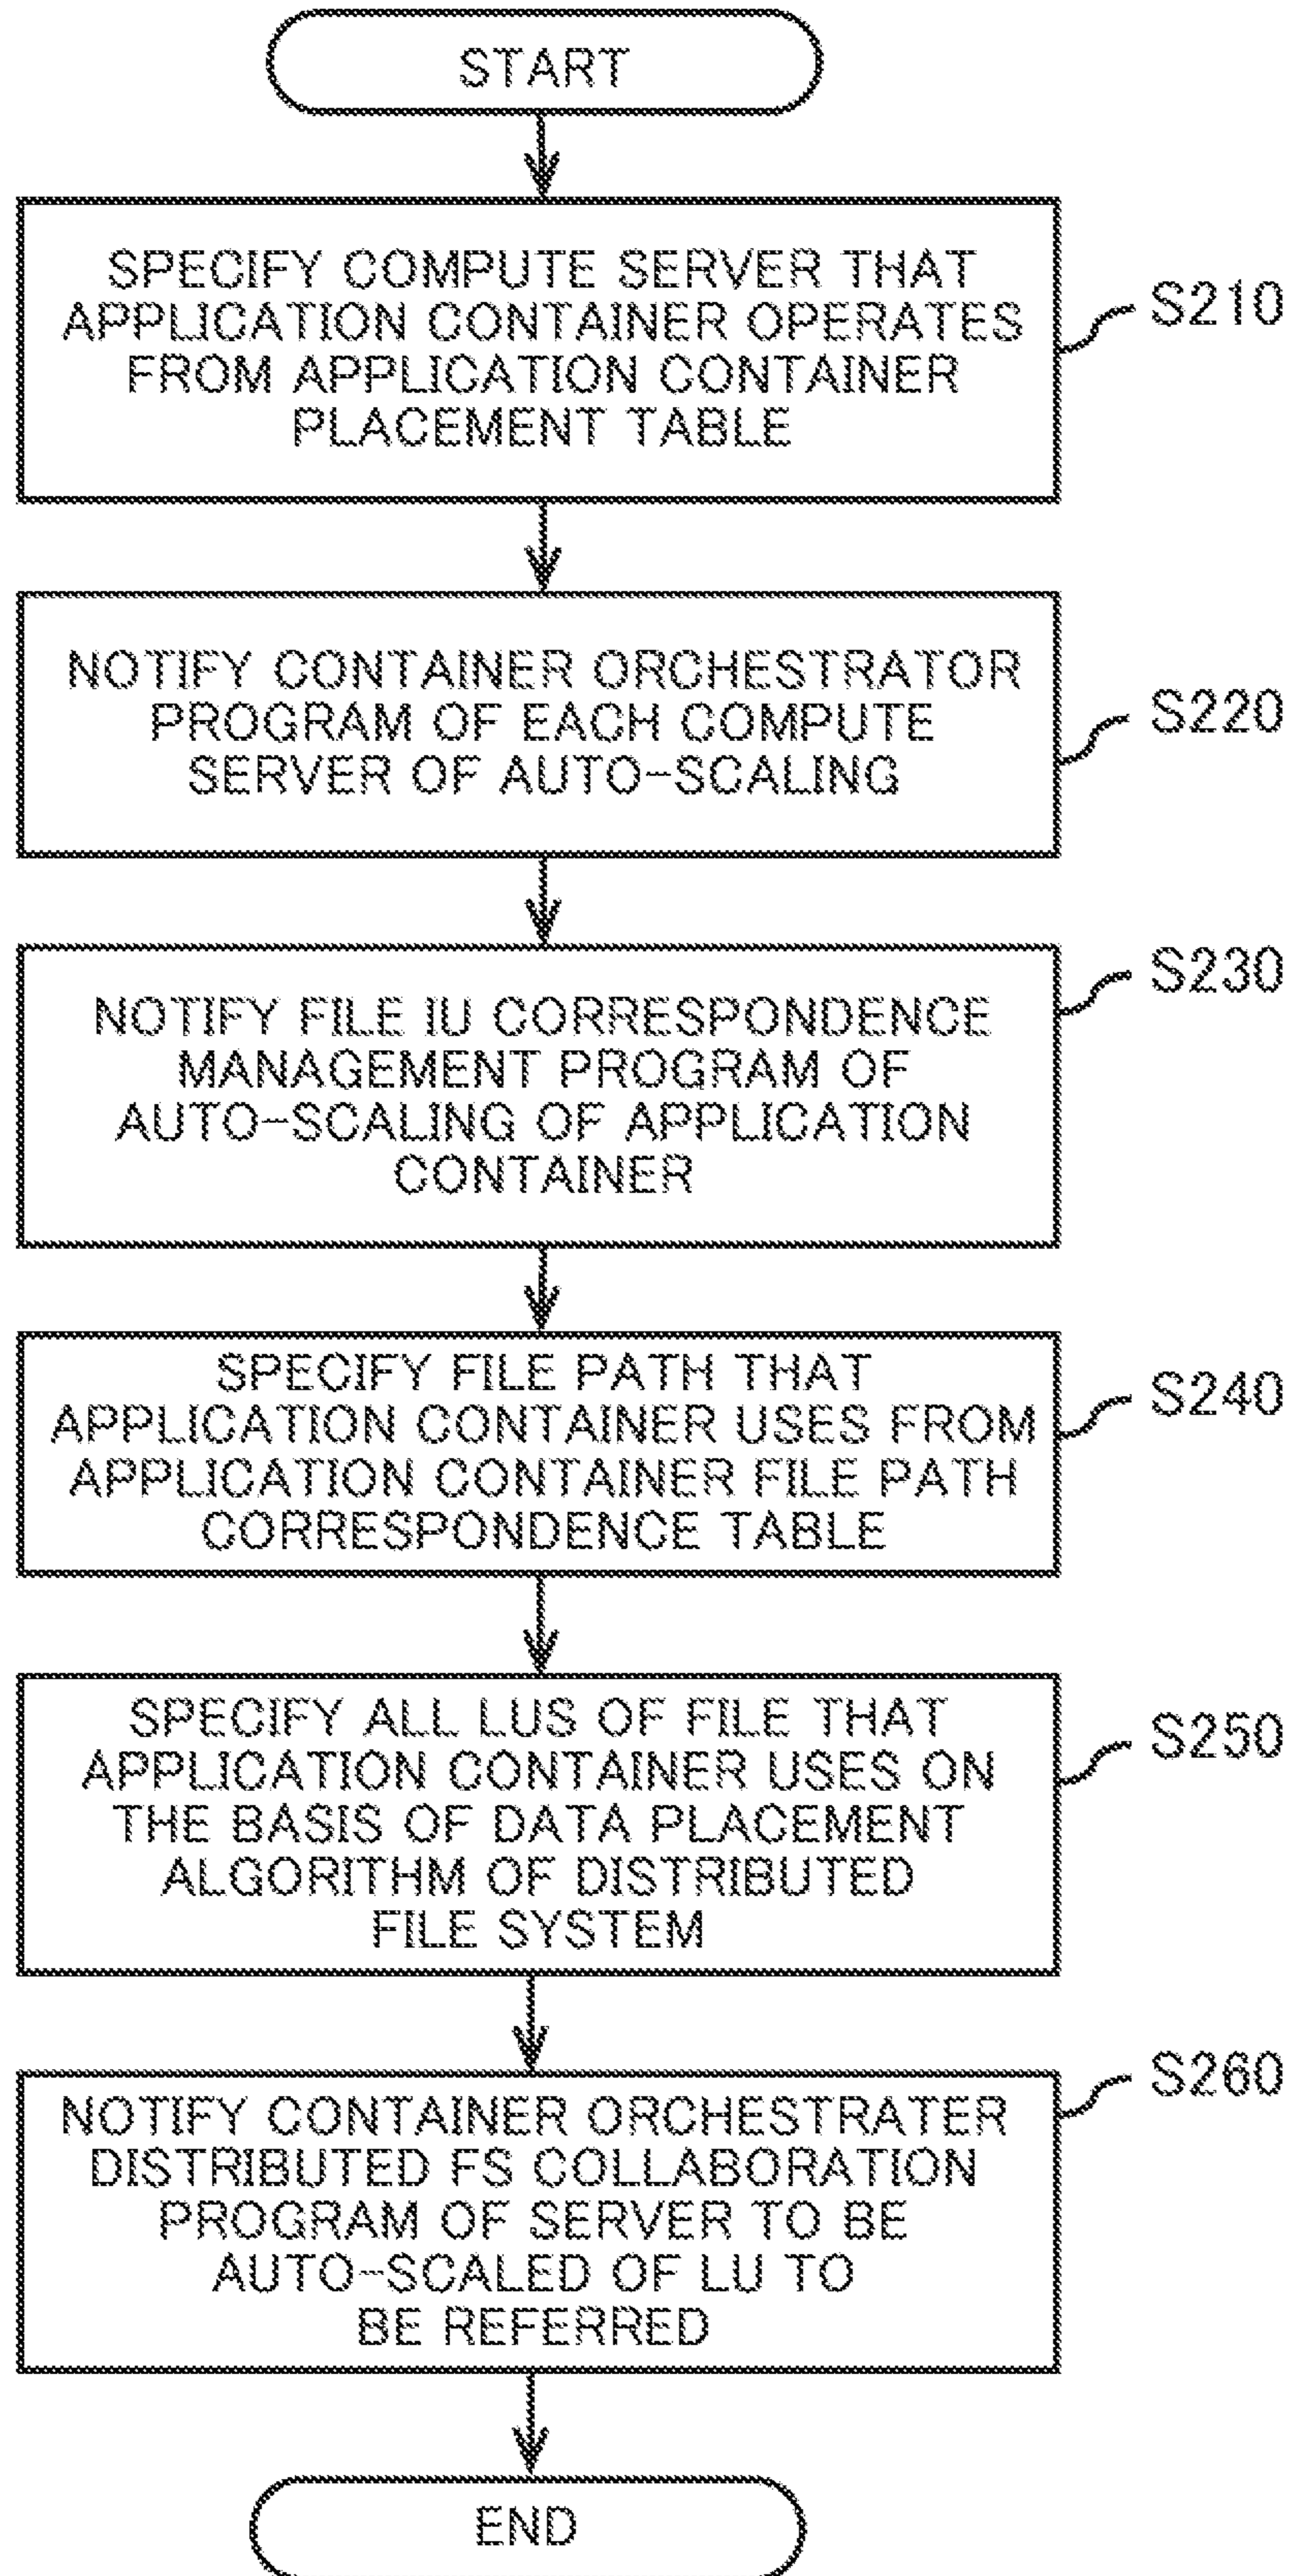 START
SPECIFY COMPUTE SERVER THAT
APPLICATION CONTAINER OPERATES
FROM APPLICATION CONTAINER
PLACEMENT TABLE
S210
NOTIFY CONTAINER ORCHESTRATOR
PROGRAM OF EACH COMPUTE
SERVER OF AUTO-SCALING
S220
NOTIFY FILE IU CORRESPONDENCE
MANAGEMENT PROGRAM OF
AUTO-SCALING OF APPLICATION
CONTAINER
S230
SPECIFY FILE PATH THAT
APPLICATION CONTAINER USES FROM
APPLICATION CONTAINER FILE PATH
CORRESPONDENCE TABLE
S240
SPECIFY ALL LUS OF FILE THAT
APPLICATION CONTAINER USES ON
THE BASIS OF DATA PLACEMENT
ALGORITHM OF DISTRIBUTED
FILE SYSTEM
S250
NOTIFY CONTAINER ORCHESTRATER
DISTRIBUTED FS COLLABORATION
PROGRAM OF SERVER TO BE
AUTO-SCALED OF LU TO
BE REFERRED
S260
END